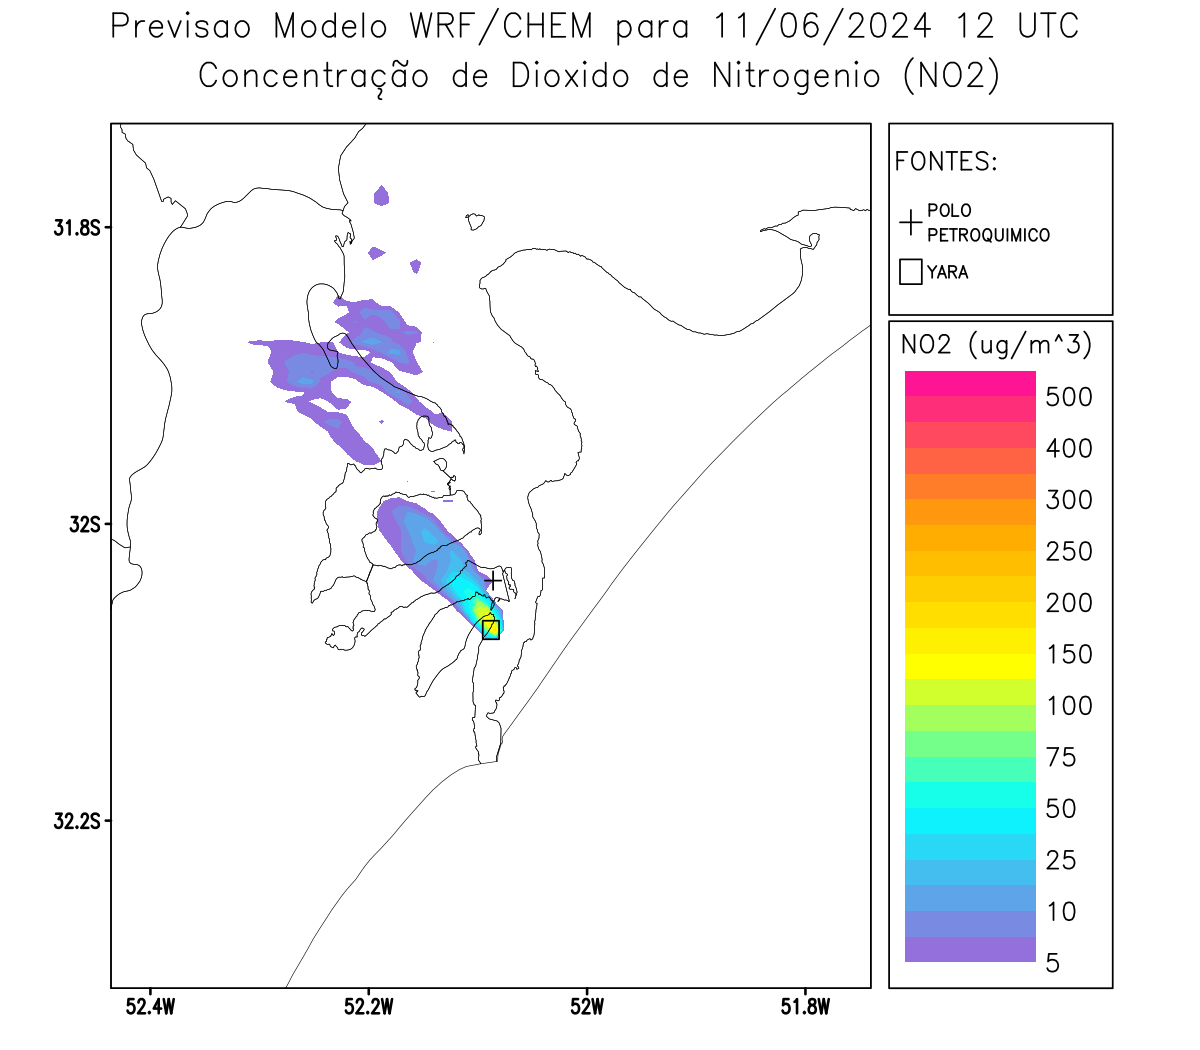 Previsao Modelo WRF/CHEM para 11/06/2024 12 UTC
Concentração de Dioxido de Nitrogenio (NO2)
FONTES:
POLO
PETROQUIMICO
YARA
31.8S
32S
32.2S
52.4W
52.2W
52W
51.8W
NO2 (ug/m^3)
500
400
300
250
200
150
100
75
50
25
10
5